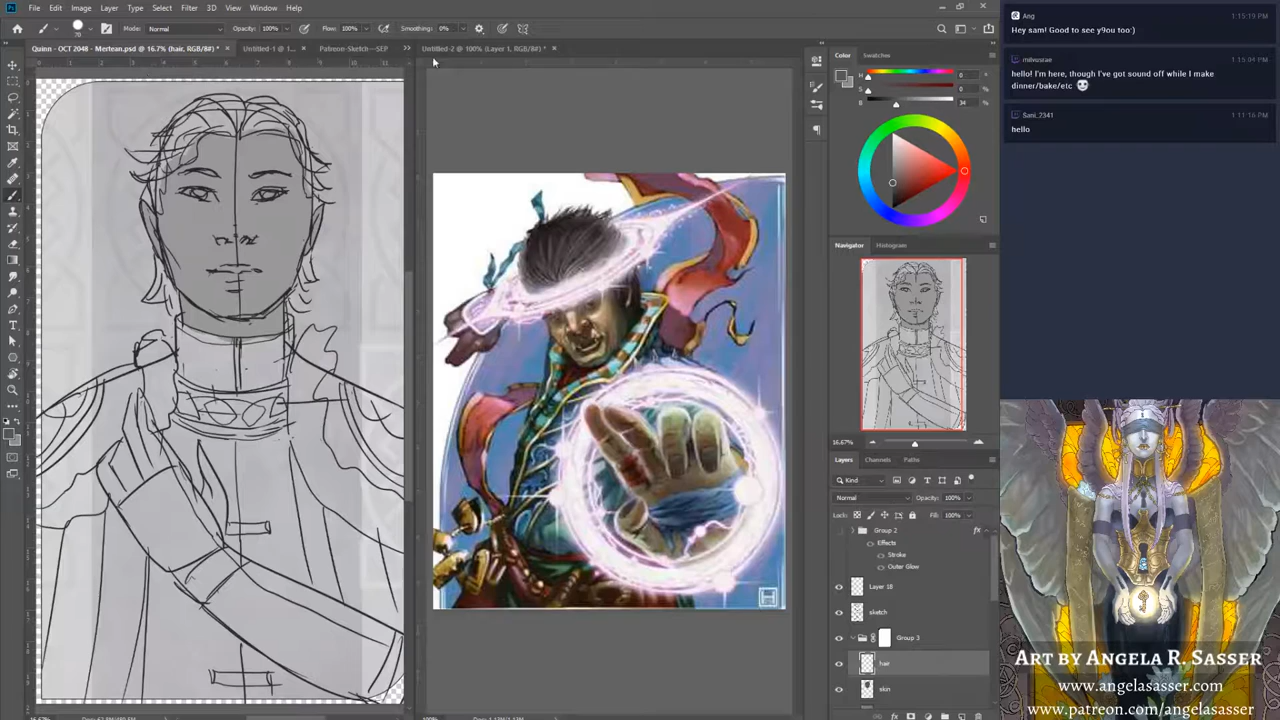 File Edit Image Layer Type Select Filter 3D View Window Help
70 Mode: Normal Opacity: 100% Flow: 100% Smoothing: 0%
Quinn - OCT 2048 - Mertean.psd @ 16.7% (hair, RGB/8#) * × Untitled-1 @ 1... × Patreon-Sketch---SEP Untitled-2 @ 100% (Layer 1, RGB/8#) * ×
Color Swatches
H 0 °
S 0 %
B 34 %
Navigator Histogram
16.67%
Layers Channels Paths
Kind
Normal Opacity: 100%
Lock: Fill: 100%
Group 2 fx
Effects
Stroke
Outer Glow
Layer 18
sketch
Group 3
hair
skin
Ang 1:15:19 PM
Hey sam! Good to see y9ou too:)
milvusrae 1:15:04 PM
hello! I'm here, though I've got sound off while I make
dinner/bake/etc
Sani_2341 1:11:16 PM
hello
Art by Angela R. Sasser
www.angelasasser.com
www.patreon.com/angelasasser